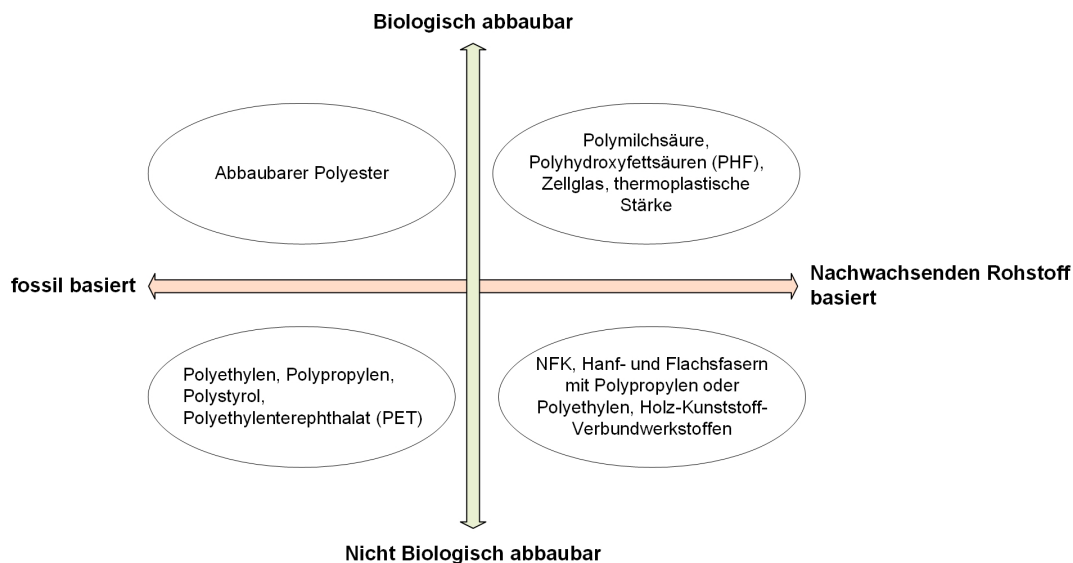 Biologisch abbaubar
Abbaubarer Polyester
Polymilchsäure,
Polyhydroxyfettsäuren (PHF),
Zellglas, thermoplastische
Stärke
fossil basiert
Nachwachsenden Rohstoff
basiert
Polyethylen, Polypropylen,
Polystyrol,
Polyethylenterephthalat (PET)
NFK, Hanf- und Flachsfasern
mit Polypropylen oder
Polyethylen, Holz-Kunststoff-
Verbundwerkstoffen
Nicht Biologisch abbaubar